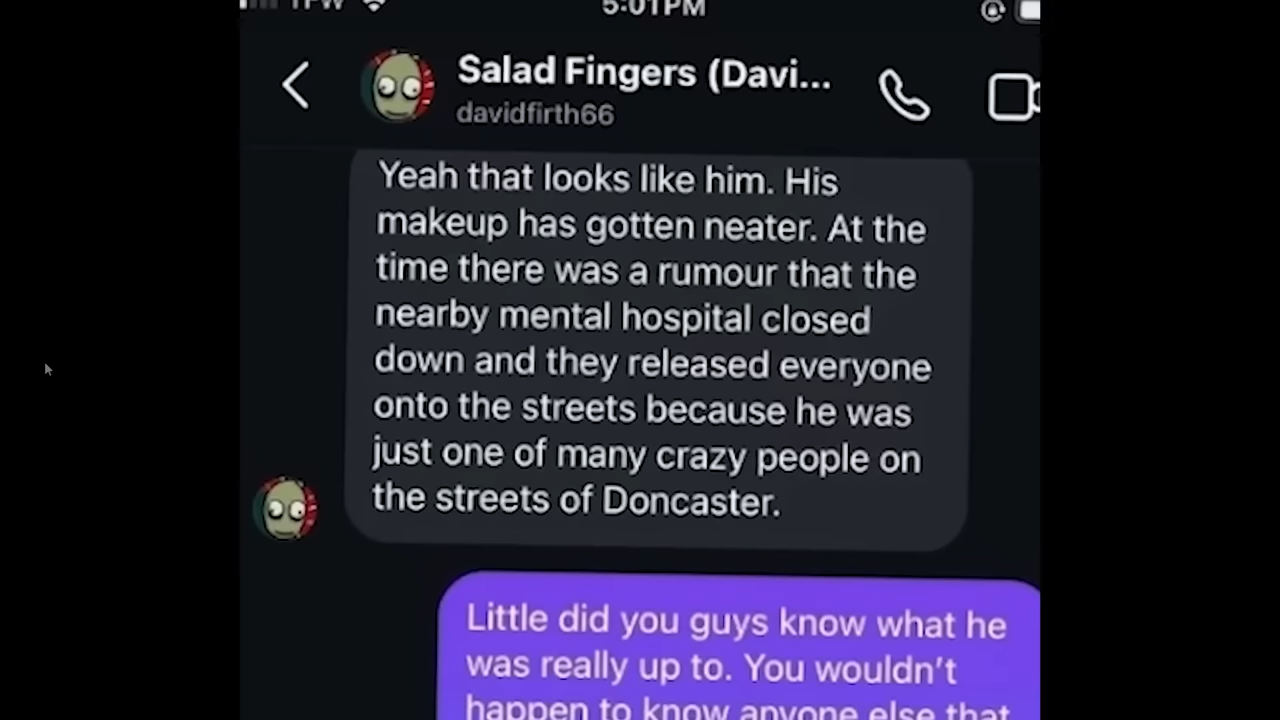 TFW
5:01 PM
Salad Fingers (Davi...
davidfirth66
Yeah that looks like him. His
makeup has gotten neater. At the
time there was a rumour that the
nearby mental hospital closed
down and they released everyone
onto the streets because he was
just one of many crazy people on
the streets of Doncaster.
Little did you guys know what he
was really up to. You wouldn't
happen to know anyone else that